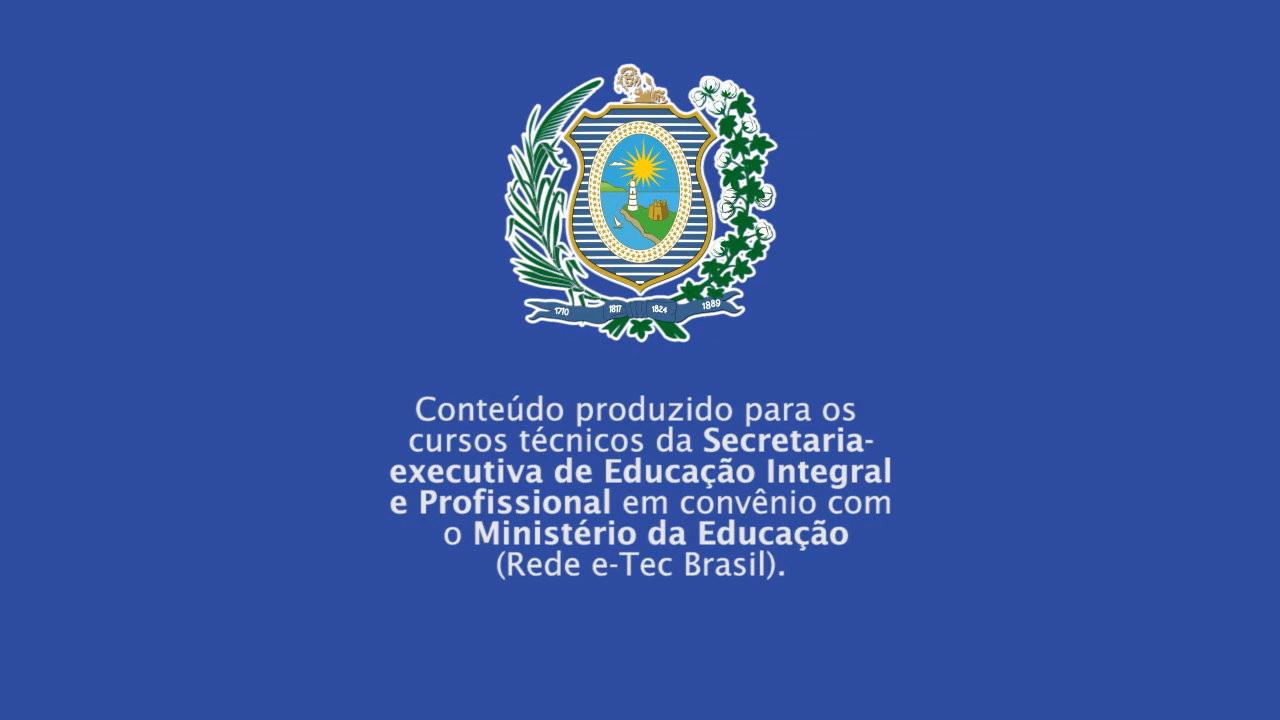 1710 1817 1824 1889
Conteúdo produzido para os
cursos técnicos da Secretaria-
executiva de Educação Integral
e Profissional em convênio com
o Ministério da Educação
(Rede e-Tec Brasil).